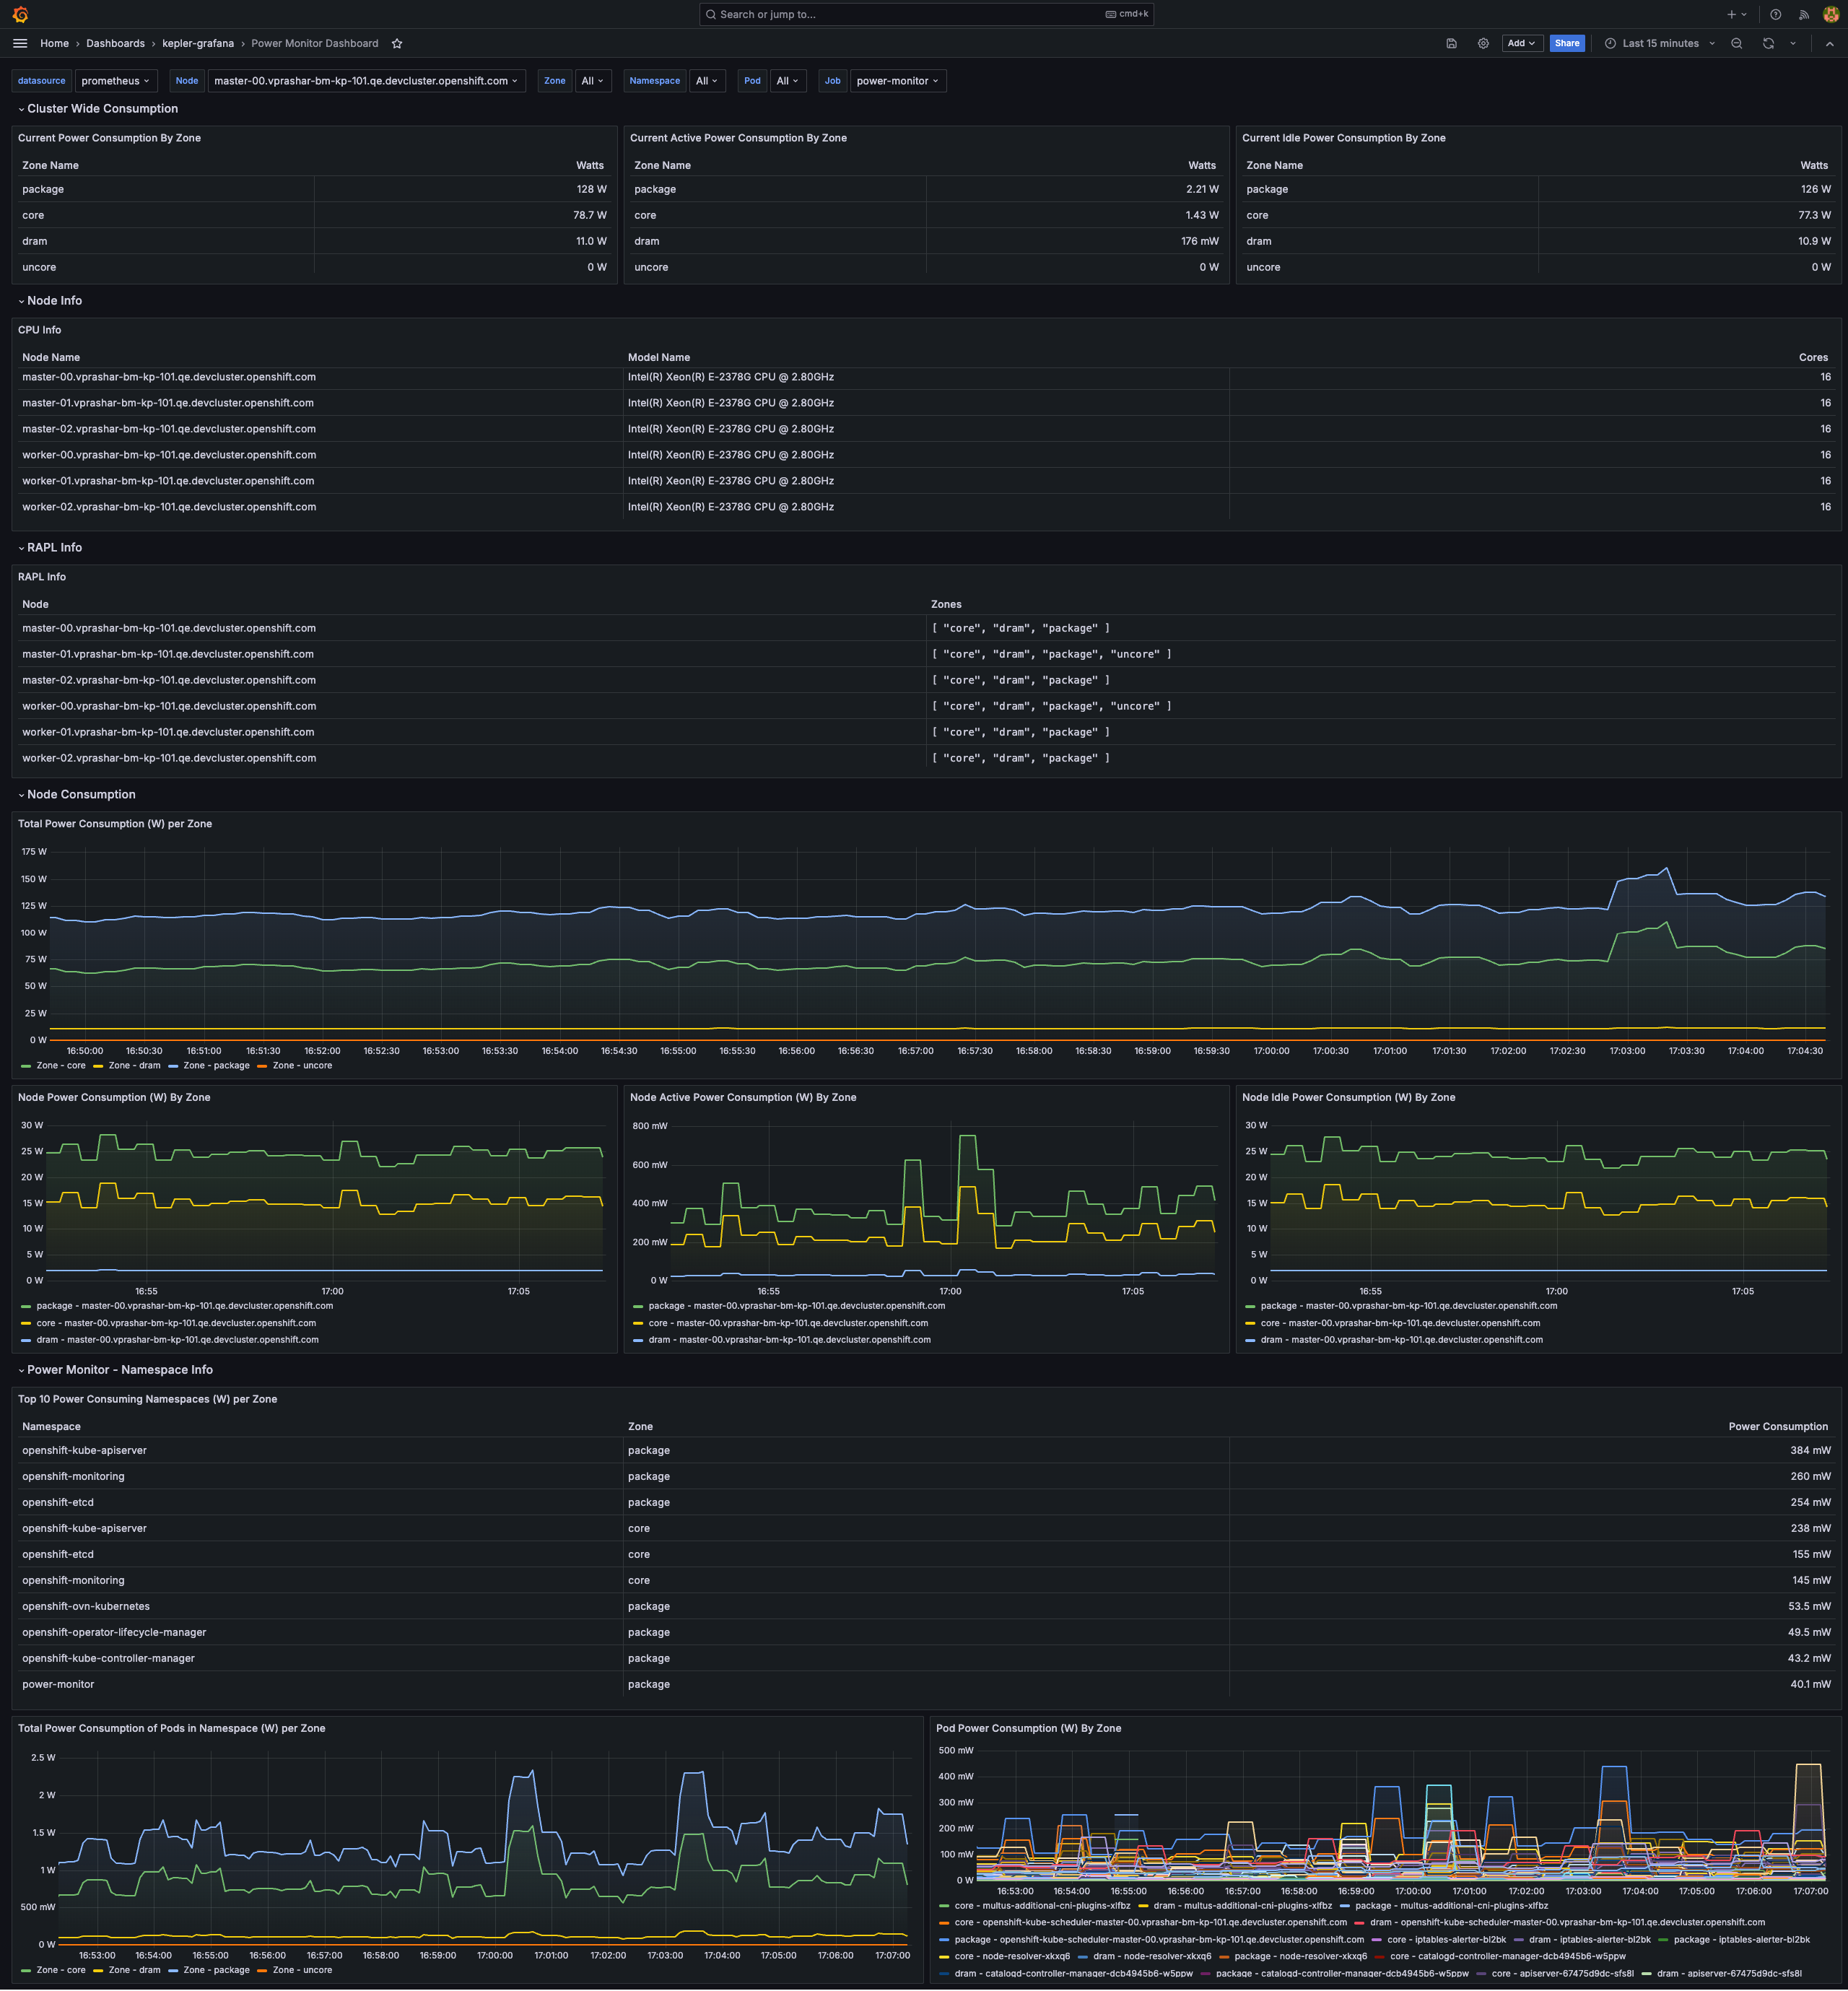 Search or jump to... cmd+k
Home › Dashboards › kepler-grafana › Power Monitor Dashboard Add Share Last 15 minutes
datasource prometheus Node master-00.vprashar-bm-kp-101.qe.devcluster.openshift.com Zone All Namespace All Pod All Job power-monitor
Cluster Wide Consumption
Current Power Consumption By Zone
Zone Name Watts
package 128 W
core 78.7 W
dram 11.0 W
uncore 0 W
Current Active Power Consumption By Zone
Zone Name Watts
package 2.21 W
core 1.43 W
dram 176 mW
uncore 0 W
Current Idle Power Consumption By Zone
Zone Name Watts
package 126 W
core 77.3 W
dram 10.9 W
uncore 0 W
Node Info
CPU Info
Node Name Model Name Cores
master-00.vprashar-bm-kp-101.qe.devcluster.openshift.com Intel(R) Xeon(R) E-2378G CPU @ 2.80GHz 16
master-01.vprashar-bm-kp-101.qe.devcluster.openshift.com Intel(R) Xeon(R) E-2378G CPU @ 2.80GHz 16
master-02.vprashar-bm-kp-101.qe.devcluster.openshift.com Intel(R) Xeon(R) E-2378G CPU @ 2.80GHz 16
worker-00.vprashar-bm-kp-101.qe.devcluster.openshift.com Intel(R) Xeon(R) E-2378G CPU @ 2.80GHz 16
worker-01.vprashar-bm-kp-101.qe.devcluster.openshift.com Intel(R) Xeon(R) E-2378G CPU @ 2.80GHz 16
worker-02.vprashar-bm-kp-101.qe.devcluster.openshift.com Intel(R) Xeon(R) E-2378G CPU @ 2.80GHz 16
RAPL Info
RAPL Info
Node Zones
master-00.vprashar-bm-kp-101.qe.devcluster.openshift.com [ "core", "dram", "package" ]
master-01.vprashar-bm-kp-101.qe.devcluster.openshift.com [ "core", "dram", "package", "uncore" ]
master-02.vprashar-bm-kp-101.qe.devcluster.openshift.com [ "core", "dram", "package" ]
worker-00.vprashar-bm-kp-101.qe.devcluster.openshift.com [ "core", "dram", "package", "uncore" ]
worker-01.vprashar-bm-kp-101.qe.devcluster.openshift.com [ "core", "dram", "package" ]
worker-02.vprashar-bm-kp-101.qe.devcluster.openshift.com [ "core", "dram", "package" ]
Node Consumption
Total Power Consumption (W) per Zone
175 W
150 W
125 W
100 W
75 W
50 W
25 W
0 W
16:50:00 16:50:30 16:51:00 16:51:30 16:52:00 16:52:30 16:53:00 16:53:30 16:54:00 16:54:30 16:55:00 16:55:30 16:56:00 16:56:30 16:57:00 16:57:30 16:58:00 16:58:30 16:59:00 16:59:30 17:00:00 17:00:30 17:01:00 17:01:30 17:02:00 17:02:30 17:03:00 17:03:30 17:04:00 17:04:30
Zone - core Zone - dram Zone - package Zone - uncore
Node Power Consumption (W) By Zone
30 W
25 W
20 W
15 W
10 W
5 W
0 W
16:55 17:00 17:05
package - master-00.vprashar-bm-kp-101.qe.devcluster.openshift.com
core - master-00.vprashar-bm-kp-101.qe.devcluster.openshift.com
dram - master-00.vprashar-bm-kp-101.qe.devcluster.openshift.com
Node Active Power Consumption (W) By Zone
800 mW
600 mW
400 mW
200 mW
0 W
16:55 17:00 17:05
package - master-00.vprashar-bm-kp-101.qe.devcluster.openshift.com
core - master-00.vprashar-bm-kp-101.qe.devcluster.openshift.com
dram - master-00.vprashar-bm-kp-101.qe.devcluster.openshift.com
Node Idle Power Consumption (W) By Zone
30 W
25 W
20 W
15 W
10 W
5 W
0 W
16:55 17:00 17:05
package - master-00.vprashar-bm-kp-101.qe.devcluster.openshift.com
core - master-00.vprashar-bm-kp-101.qe.devcluster.openshift.com
dram - master-00.vprashar-bm-kp-101.qe.devcluster.openshift.com
Power Monitor - Namespace Info
Top 10 Power Consuming Namespaces (W) per Zone
Namespace Zone Power Consumption
openshift-kube-apiserver package 384 mW
openshift-monitoring package 260 mW
openshift-etcd package 254 mW
openshift-kube-apiserver core 238 mW
openshift-etcd core 155 mW
openshift-monitoring core 145 mW
openshift-ovn-kubernetes package 53.5 mW
openshift-operator-lifecycle-manager package 49.5 mW
openshift-kube-controller-manager package 43.2 mW
power-monitor package 40.1 mW
Total Power Consumption of Pods in Namespace (W) per Zone
2.5 W
2 W
1.5 W
1 W
500 mW
0 W
16:53:00 16:54:00 16:55:00 16:56:00 16:57:00 16:58:00 16:59:00 17:00:00 17:01:00 17:02:00 17:03:00 17:04:00 17:05:00 17:06:00 17:07:00
Zone - core Zone - dram Zone - package Zone - uncore
Pod Power Consumption (W) By Zone
500 mW
400 mW
300 mW
200 mW
100 mW
0 W
16:53:00 16:54:00 16:55:00 16:56:00 16:57:00 16:58:00 16:59:00 17:00:00 17:01:00 17:02:00 17:03:00 17:04:00 17:05:00 17:06:00 17:07:00
core - multus-additional-cni-plugins-xlfbz dram - multus-additional-cni-plugins-xlfbz package - multus-additional-cni-plugins-xlfbz
core - openshift-kube-scheduler-master-00.vprashar-bm-kp-101.qe.devcluster.openshift.com dram - openshift-kube-scheduler-master-00.vprashar-bm-kp-101.qe.devcluster.openshift.com
package - openshift-kube-scheduler-master-00.vprashar-bm-kp-101.qe.devcluster.openshift.com core - iptables-alerter-bl2bk dram - iptables-alerter-bl2bk package - iptables-alerter-bl2bk
core - node-resolver-xkxq6 dram - node-resolver-xkxq6 package - node-resolver-xkxq6 core - catalogd-controller-manager-dcb4945b6-w5ppw
dram - catalogd-controller-manager-dcb4945b6-w5ppw package - catalogd-controller-manager-dcb4945b6-w5ppw core - apiserver-67475d9dc-sfs8l dram - apiserver-67475d9dc-sfs8l